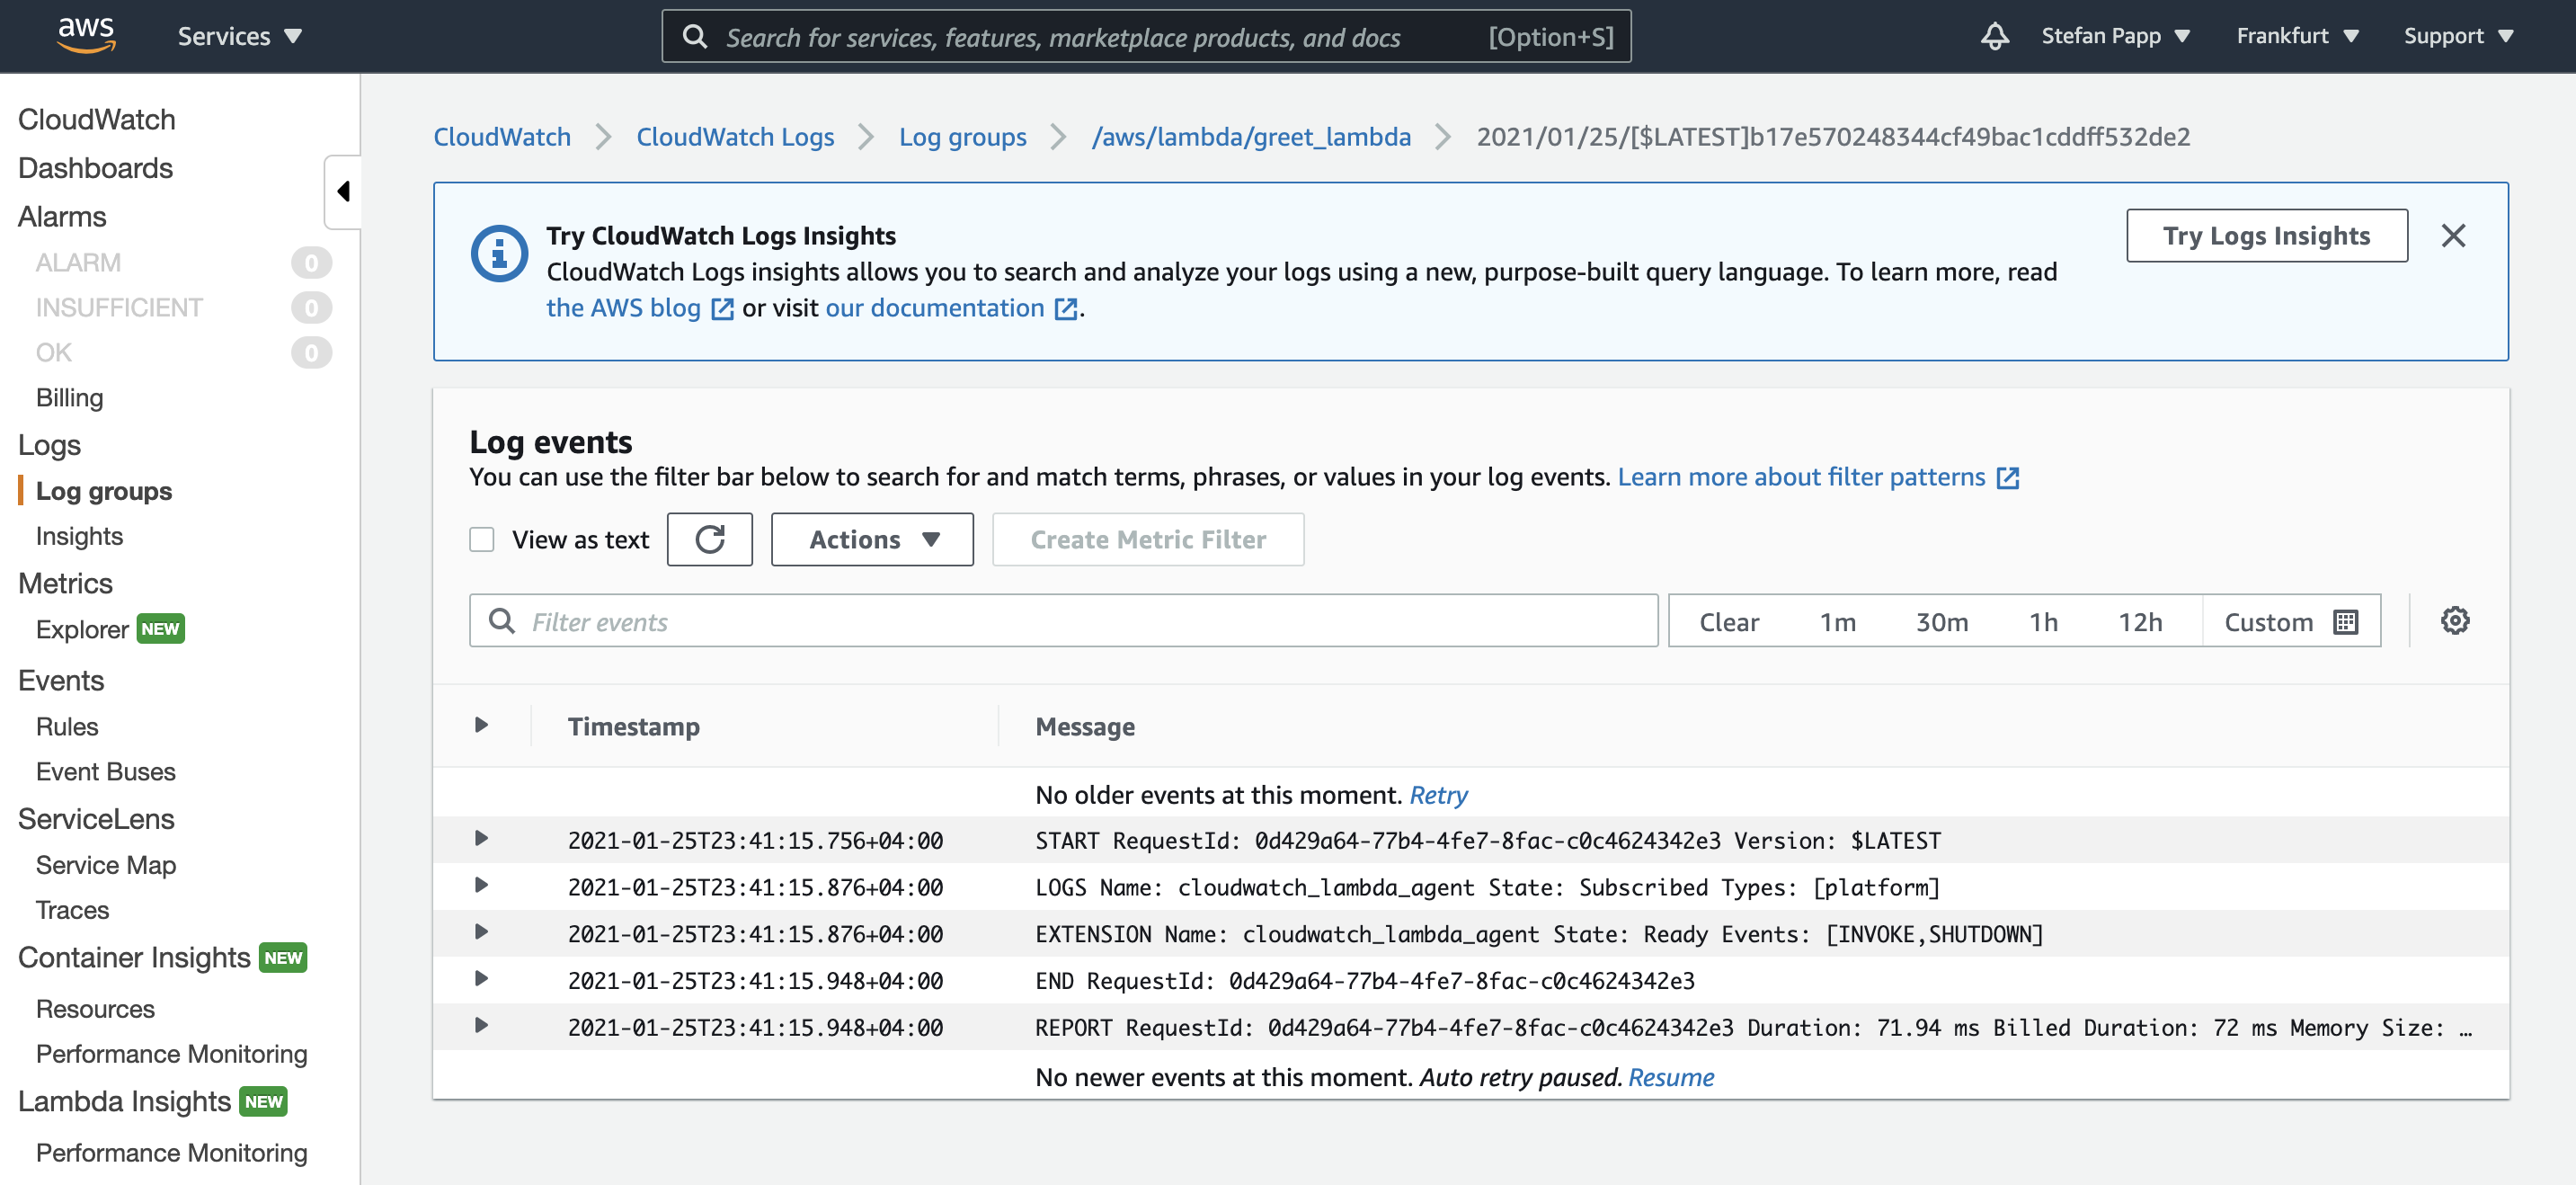 aws Services Search for services, features, marketplace products, and docs [Option+S] Stefan Papp Frankfurt Support
CloudWatch
Dashboards
Alarms
ALARM 0
INSUFFICIENT 0
OK 0
Billing
Logs
Log groups
Insights
Metrics
Explorer NEW
Events
Rules
Event Buses
ServiceLens
Service Map
Traces
Container Insights NEW
Resources
Performance Monitoring
Lambda Insights NEW
Performance Monitoring
CloudWatch CloudWatch Logs Log groups /aws/lambda/greet_lambda 2021/01/25/[$LATEST]b17e570248344cf49bac1cddff532de2
Try CloudWatch Logs Insights
CloudWatch Logs insights allows you to search and analyze your logs using a new, purpose-built query language. To learn more, read
the AWS blog or visit our documentation .
Try Logs Insights
Log events
You can use the filter bar below to search for and match terms, phrases, or values in your log events. Learn more about filter patterns
View as text Actions Create Metric Filter
Filter events Clear 1m 30m 1h 12h Custom
Timestamp Message
No older events at this moment. Retry
2021-01-25T23:41:15.756+04:00 START RequestId: 0d429a64-77b4-4fe7-8fac-c0c4624342e3 Version: $LATEST
2021-01-25T23:41:15.876+04:00 LOGS Name: cloudwatch_lambda_agent State: Subscribed Types: [platform]
2021-01-25T23:41:15.876+04:00 EXTENSION Name: cloudwatch_lambda_agent State: Ready Events: [INVOKE,SHUTDOWN]
2021-01-25T23:41:15.948+04:00 END RequestId: 0d429a64-77b4-4fe7-8fac-c0c4624342e3
2021-01-25T23:41:15.948+04:00 REPORT RequestId: 0d429a64-77b4-4fe7-8fac-c0c4624342e3 Duration: 71.94 ms Billed Duration: 72 ms Memory Size: …
No newer events at this moment. Auto retry paused. Resume